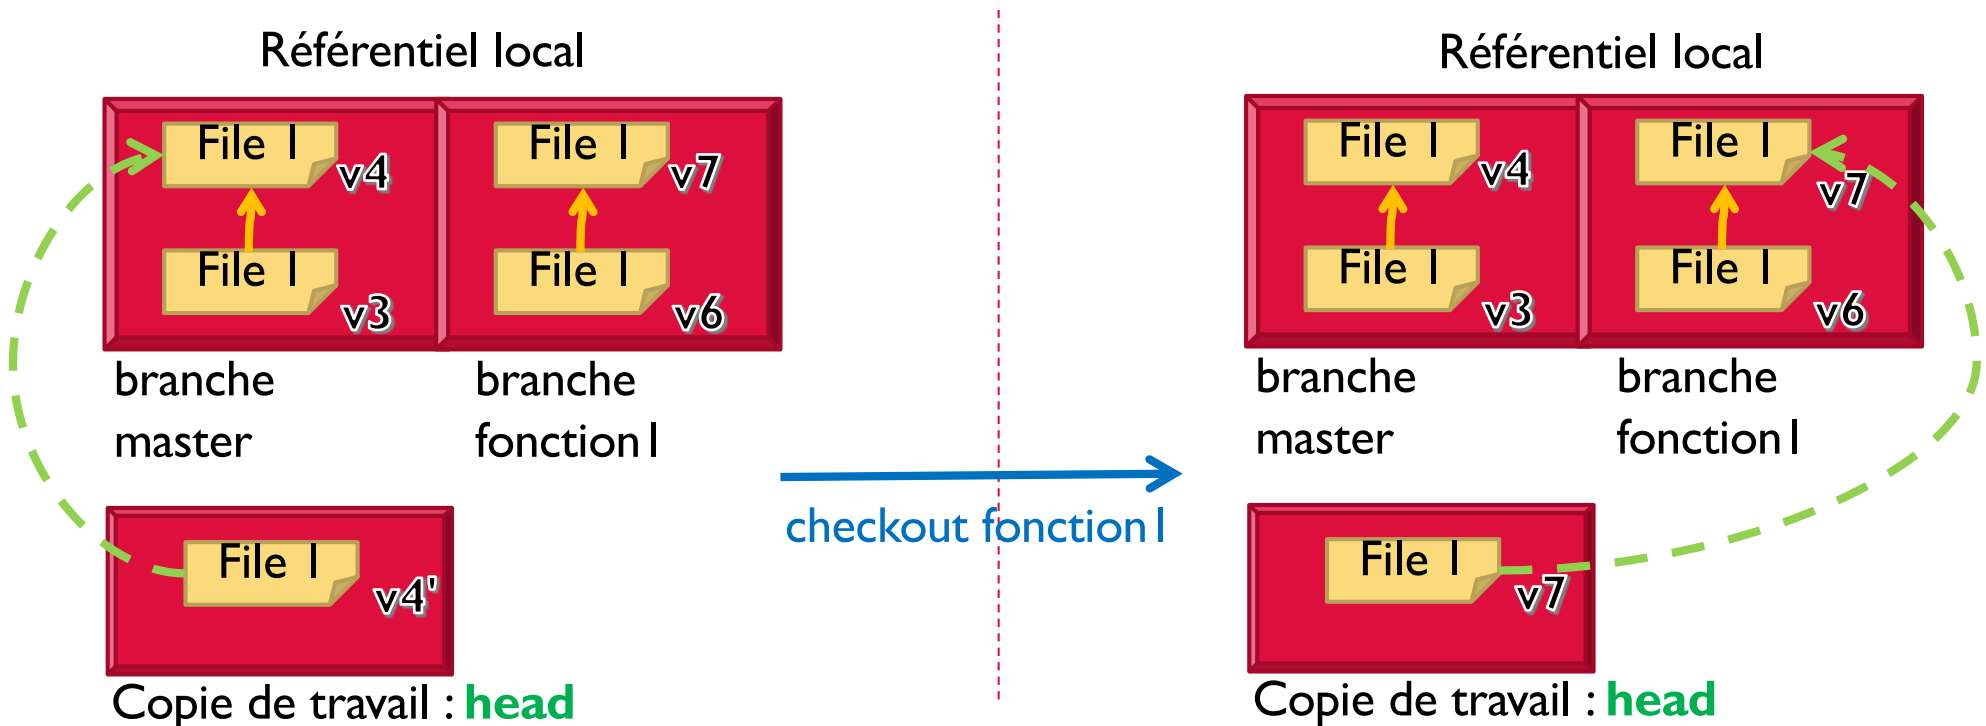 Référentiel local
File 1
v4
File 1
v7
File 1
v3
File 1
v6
branche
master
branche
fonction1
File 1
v4'
Copie de travail : head
checkout fonction1
Référentiel local
File 1
v4
File 1
v7
File 1
v3
File 1
v6
branche
master
branche
fonction1
File 1
v7
Copie de travail : head